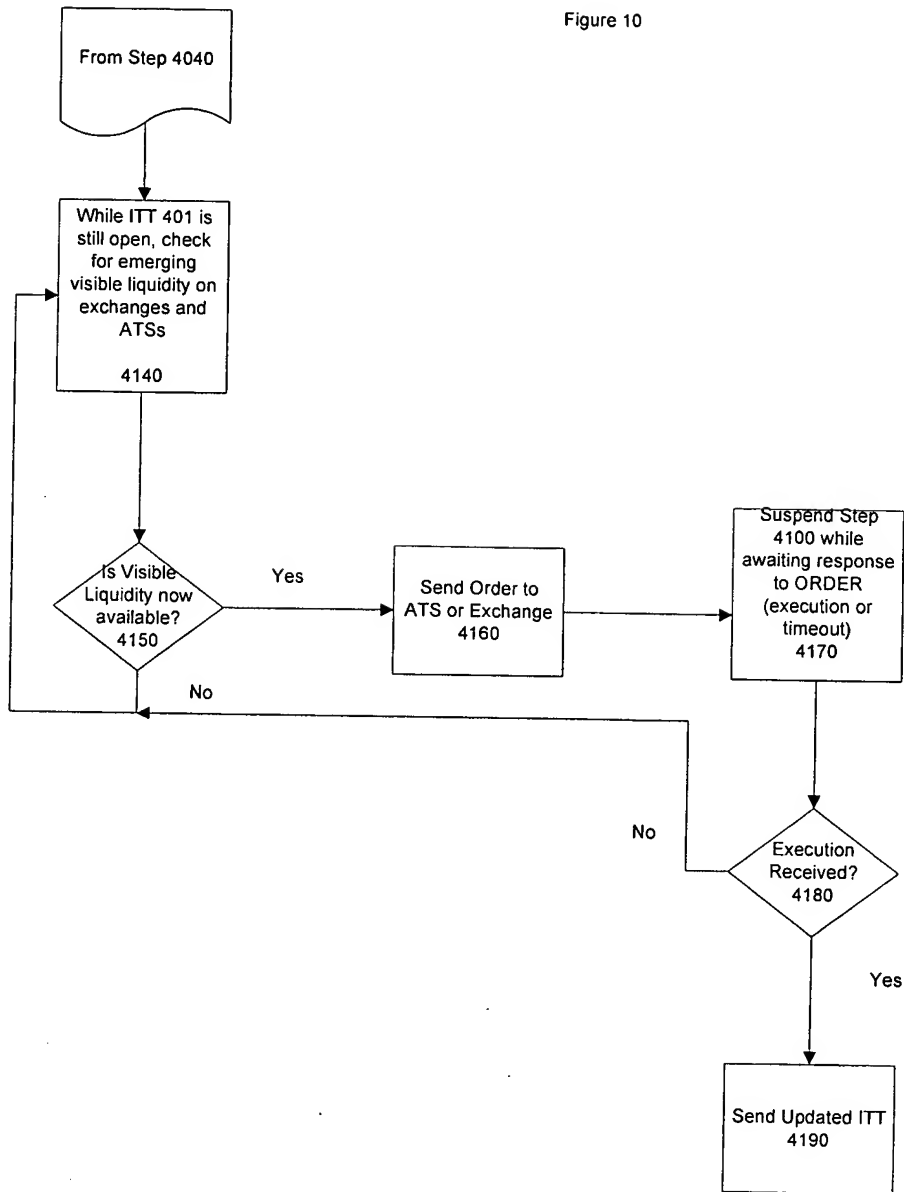 Figure 10
From Step 4040
While ITT 401 is
still open, check
for emerging
visible liquidity on
exchanges and
ATSs
4140
Is Visible
Liquidity now
available?
4150
Yes
Send Order to
ATS or Exchange
4160
Suspend Step
4100 while
awaiting response
to ORDER
(execution or
timeout)
4170
No
No
Execution
Received?
4180
Yes
Send Updated ITT
4190